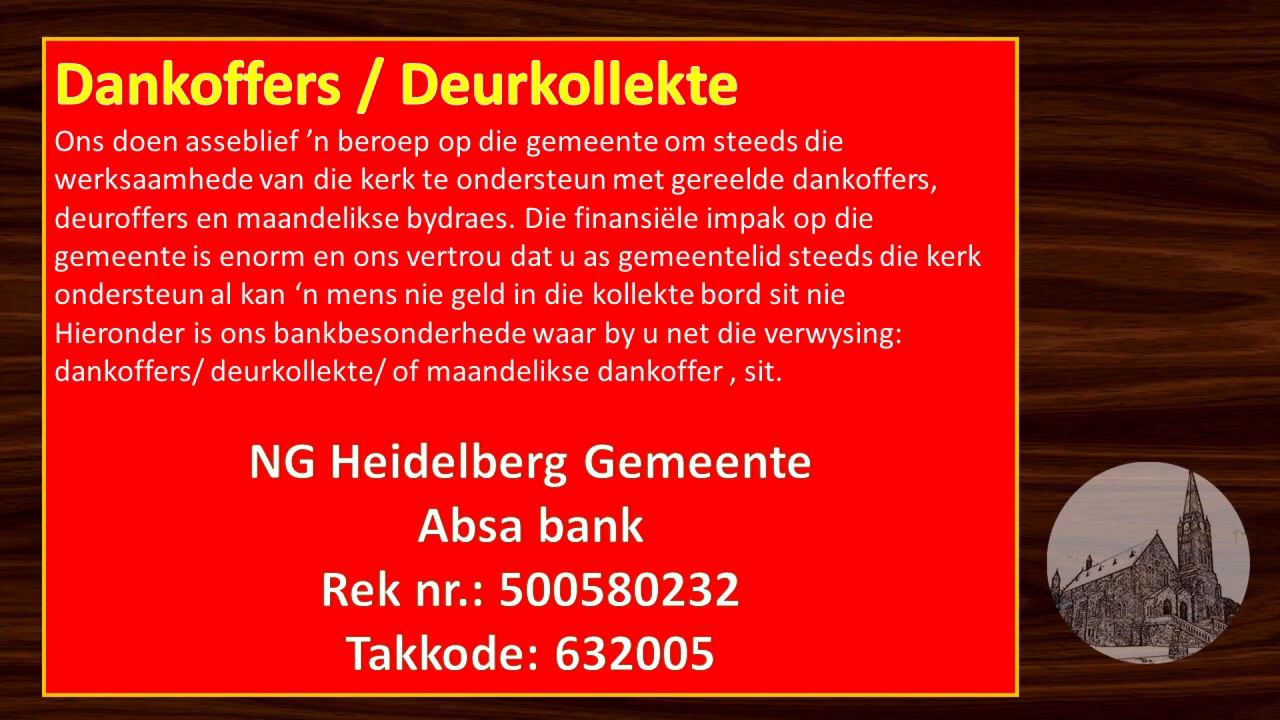 Dankoffers / Deurkollekte
Ons doen asseblief ’n beroep op die gemeente om steeds die
werksaamhede van die kerk te ondersteun met gereelde dankoffers,
deuroffers en maandelikse bydraes. Die finansiële impak op die
gemeente is enorm en ons vertrou dat u as gemeentelid steeds die kerk
ondersteun al kan ‘n mens nie geld in die kollekte bord sit nie
Hieronder is ons bankbesonderhede waar by u net die verwysing:
dankoffers/ deurkollekte/ of maandelikse dankoffer , sit.
NG Heidelberg Gemeente
Absa bank
Rek nr.: 500580232
Takkode: 632005